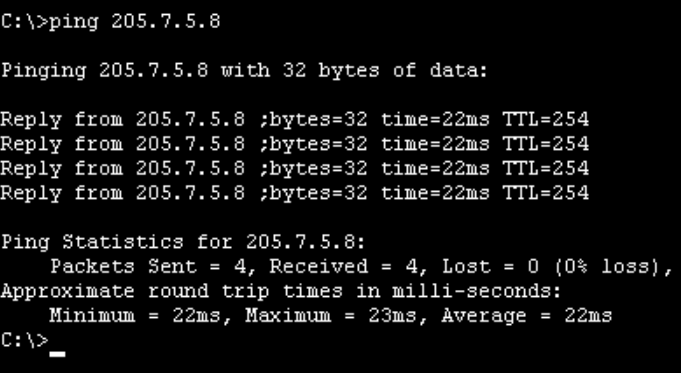 C:\>ping 205.7.5.8
Pinging 205.7.5.8 with 32 bytes of data:
Reply from 205.7.5.8 ;bytes=32 time=22ms TTL=254
Reply from 205.7.5.8 ;bytes=32 time=22ms TTL=254
Reply from 205.7.5.8 ;bytes=32 time=22ms TTL=254
Reply from 205.7.5.8 ;bytes=32 time=22ms TTL=254
Ping Statistics for 205.7.5.8:
    Packets Sent = 4, Received = 4, Lost = 0 (0% loss),
Approximate round trip times in milli-seconds:
    Minimum = 22ms, Maximum = 23ms, Average = 22ms
C:\>